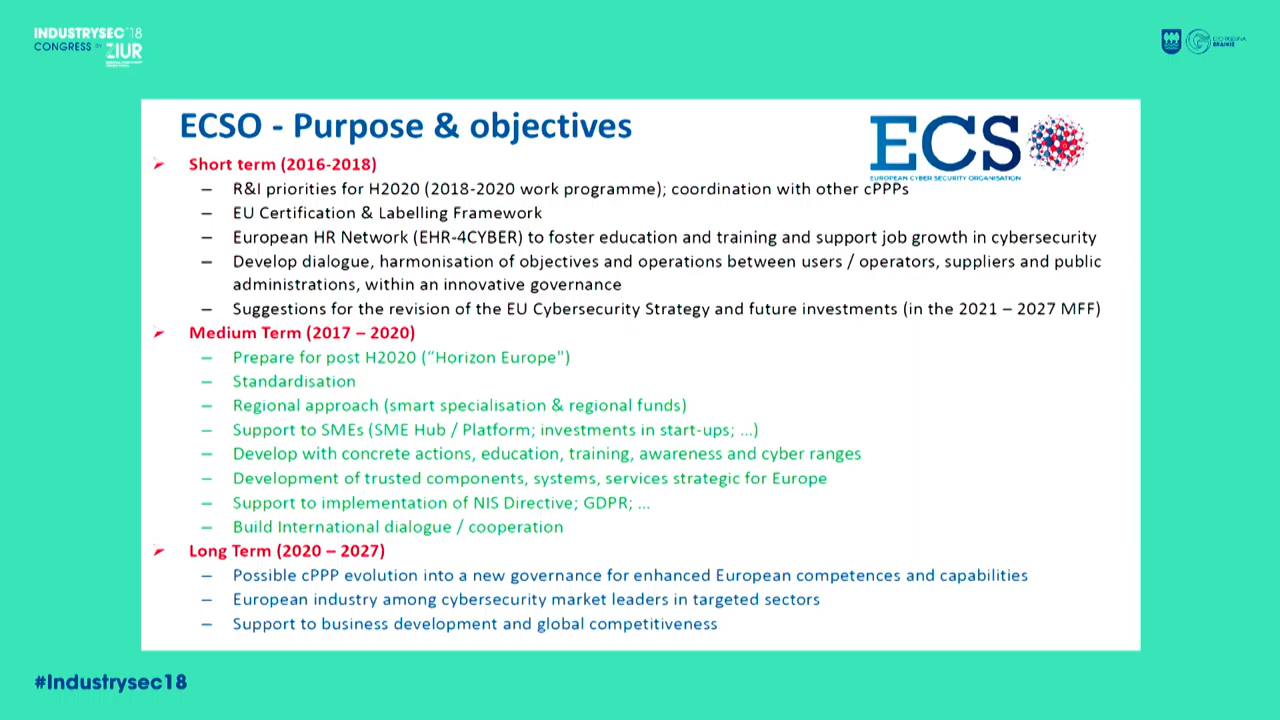 INDUSTRYSEC'18
CONGRESS BY ZIUR
ECSO - Purpose & objectives
ECS
EUROPEAN CYBER SECURITY ORGANISATION
➢ Short term (2016-2018)
– R&I priorities for H2020 (2018-2020 work programme); coordination with other cPPPs
– EU Certification & Labelling Framework
– European HR Network (EHR-4CYBER) to foster education and training and support job growth in cybersecurity
– Develop dialogue, harmonisation of objectives and operations between users / operators, suppliers and public
administrations, within an innovative governance
– Suggestions for the revision of the EU Cybersecurity Strategy and future investments (in the 2021 – 2027 MFF)
➢ Medium Term (2017 – 2020)
– Prepare for post H2020 (“Horizon Europe")
– Standardisation
– Regional approach (smart specialisation & regional funds)
– Support to SMEs (SME Hub / Platform; investments in start-ups; ...)
– Develop with concrete actions, education, training, awareness and cyber ranges
– Development of trusted components, systems, services strategic for Europe
– Support to implementation of NIS Directive; GDPR; ...
– Build International dialogue / cooperation
➢ Long Term (2020 – 2027)
– Possible cPPP evolution into a new governance for enhanced European competences and capabilities
– European industry among cybersecurity market leaders in targeted sectors
– Support to business development and global competitiveness
#Industrysec18